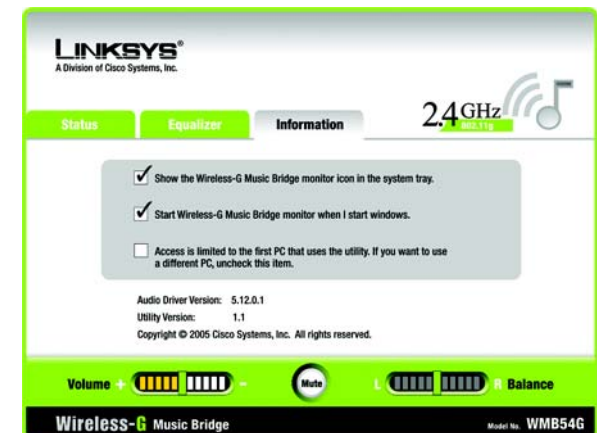 LINKSYS®
A Division of Cisco Systems, Inc.
Status Equalizer Information
2.4 GHz
802.11g
Show the Wireless-G Music Bridge monitor icon in the system tray.
Start Wireless-G Music Bridge monitor when I start windows.
Access is limited to the first PC that uses the utility. If you want to use
a different PC, uncheck this item.
Audio Driver Version: 5.12.0.1
Utility Version: 1.1
Copyright © 2005 Cisco Systems, Inc. All rights reserved.
Volume + - Mute L R Balance
Wireless-G Music Bridge Model No. WMB54G